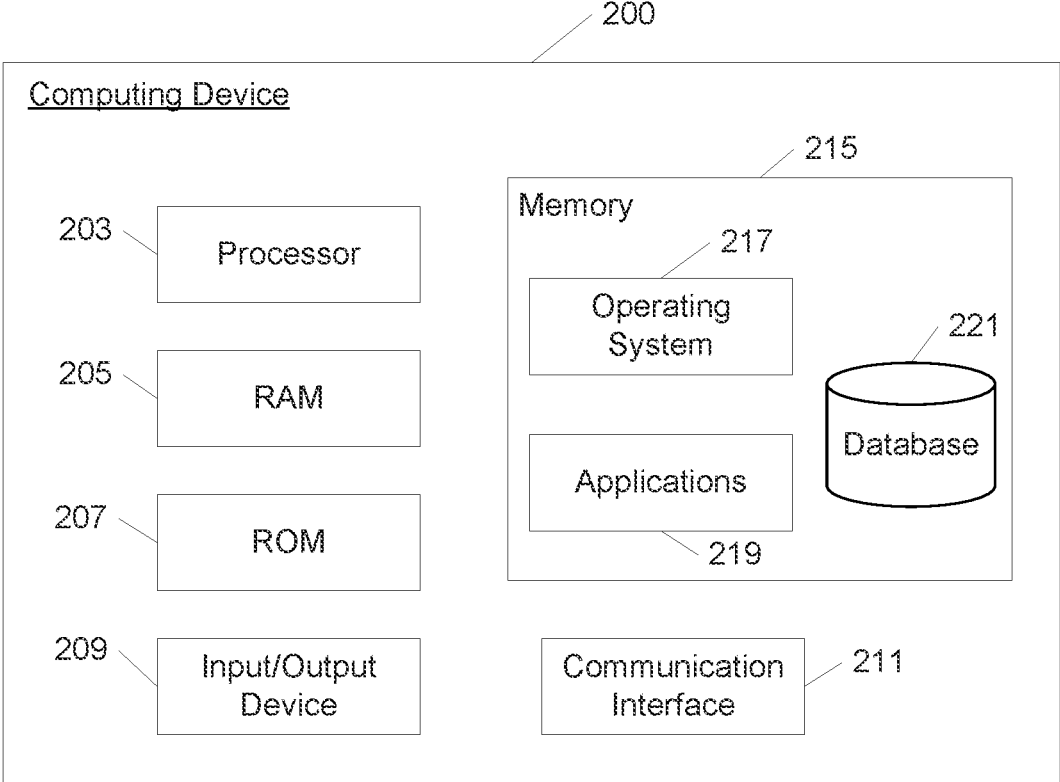 200
Computing Device
215
Memory
203
Processor
217
Operating
System
221
205
RAM
Database
Applications
219
207
ROM
209
Input/Output
Device
Communication
Interface
211